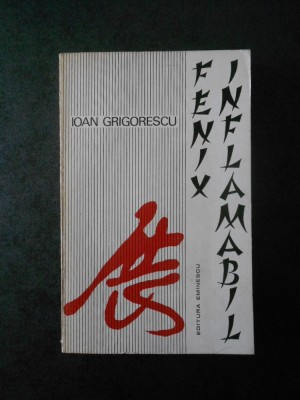 IOAN GRIGORESCU
FENIX
INFLAMABIL
EDITURA EMINESCU